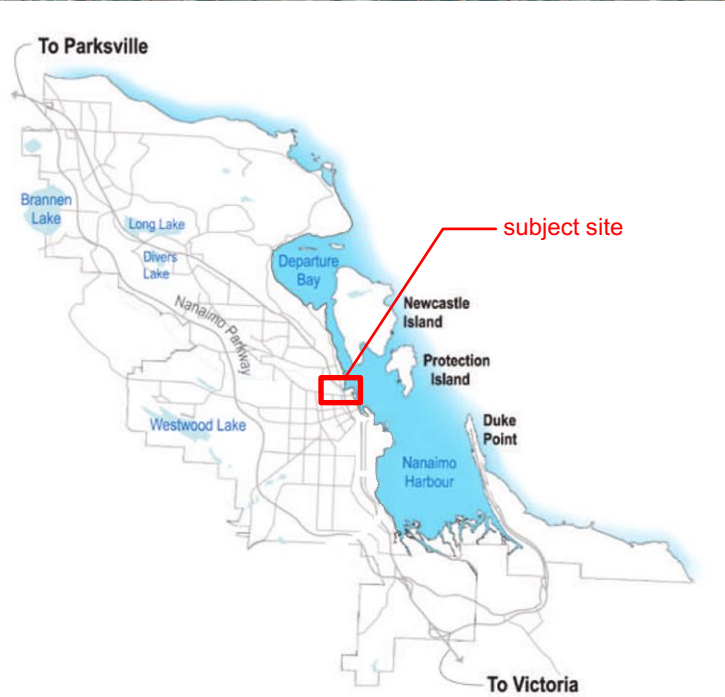 To Parksville
Brannen
Lake
Long Lake
Divers
Lake
subject site
Departure
Bay
Nanaimo Parkway
Newcastle
Island
Protection
Island
Westwood Lake
Duke
Point
Nanaimo
Harbour
To Victoria